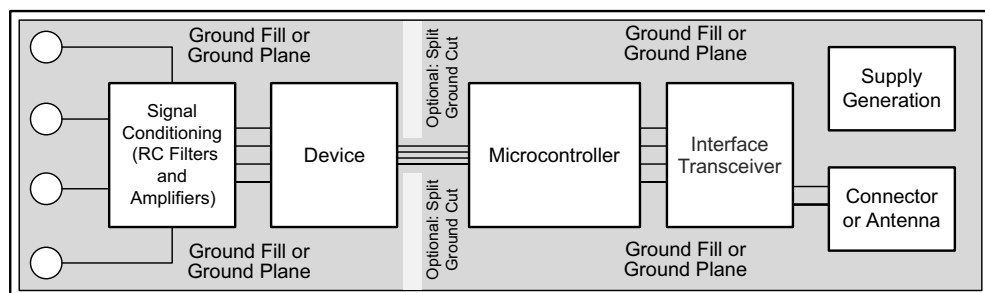 Ground Fill or
Ground Plane
Optional: Split
Ground Cut
Ground Fill or
Ground Plane
Supply
Generation
Signal
Conditioning
(RC Filters
and
Amplifiers)
Device
Microcontroller
Interface
Transceiver
Connector
or Antenna
Ground Fill or
Ground Plane
Optional: Split
Ground Cut
Ground Fill or
Ground Plane